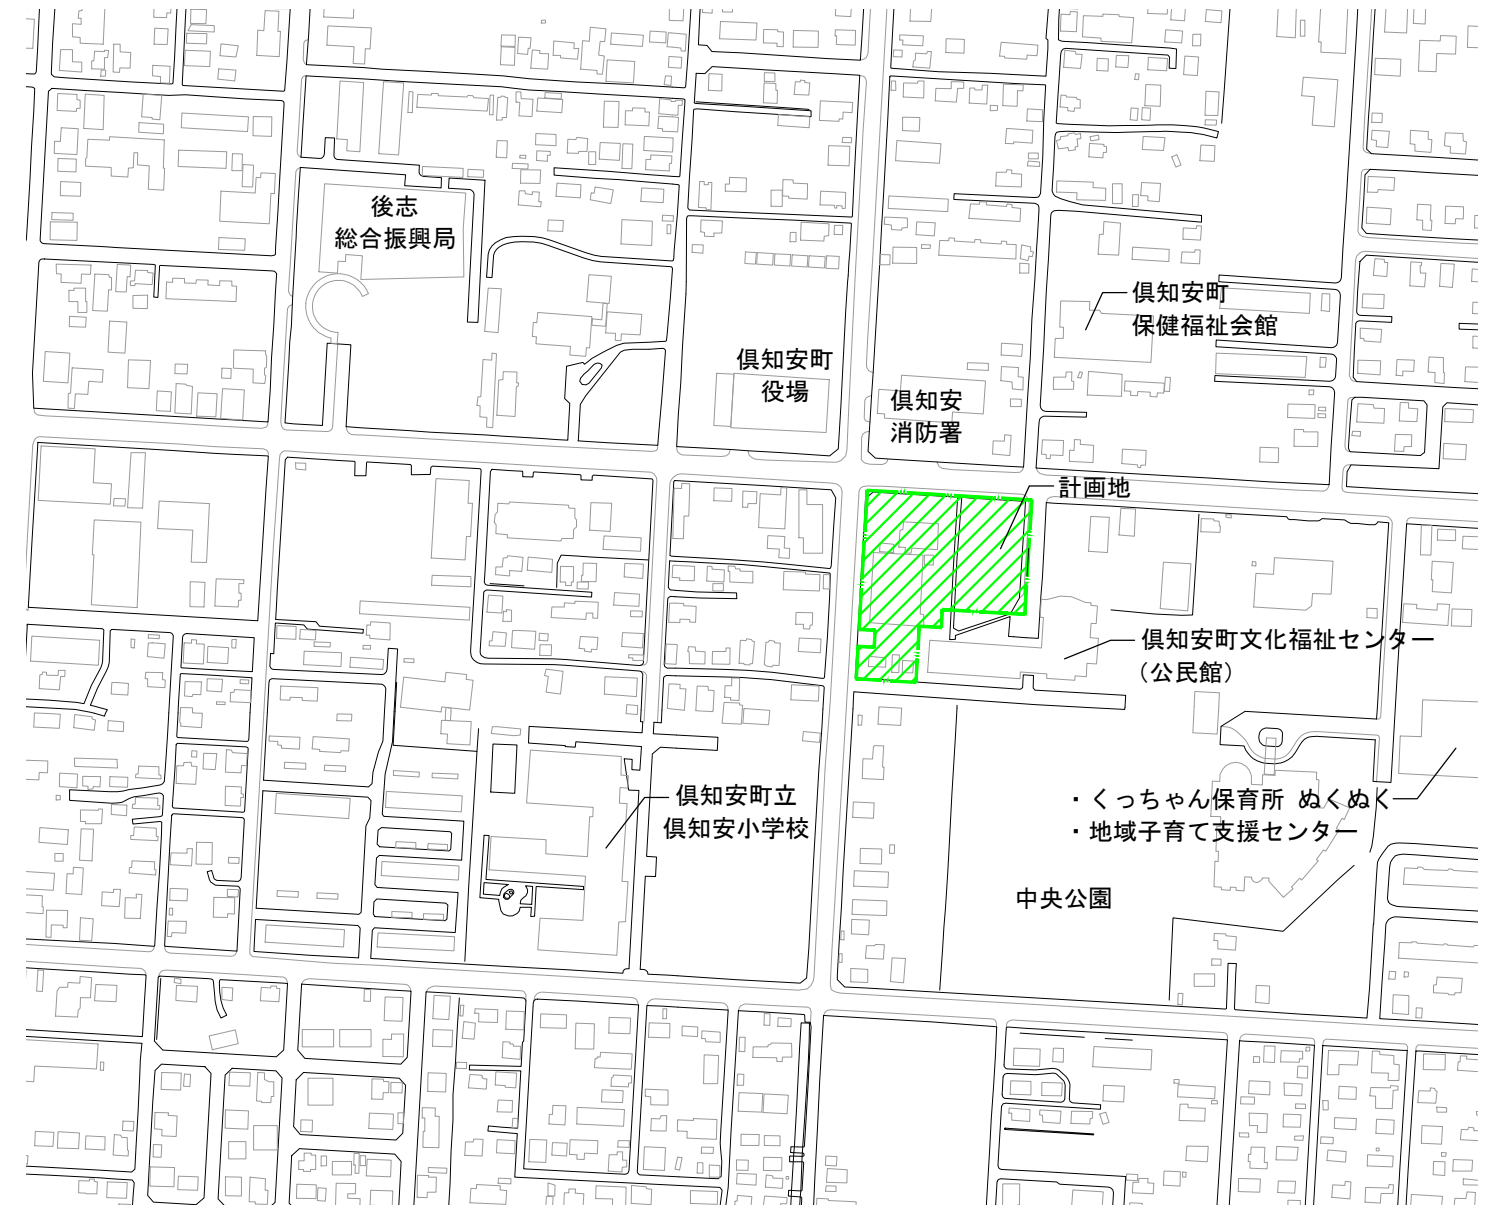 後志
総合振興局
倶知安町
役場
倶知安
消防署
倶知安町
保健福祉会館
計画地
倶知安町文化福祉センター
（公民館）
倶知安町立
倶知安小学校
・くっちゃん保育所 ぬくぬく
・地域子育て支援センター
中央公園